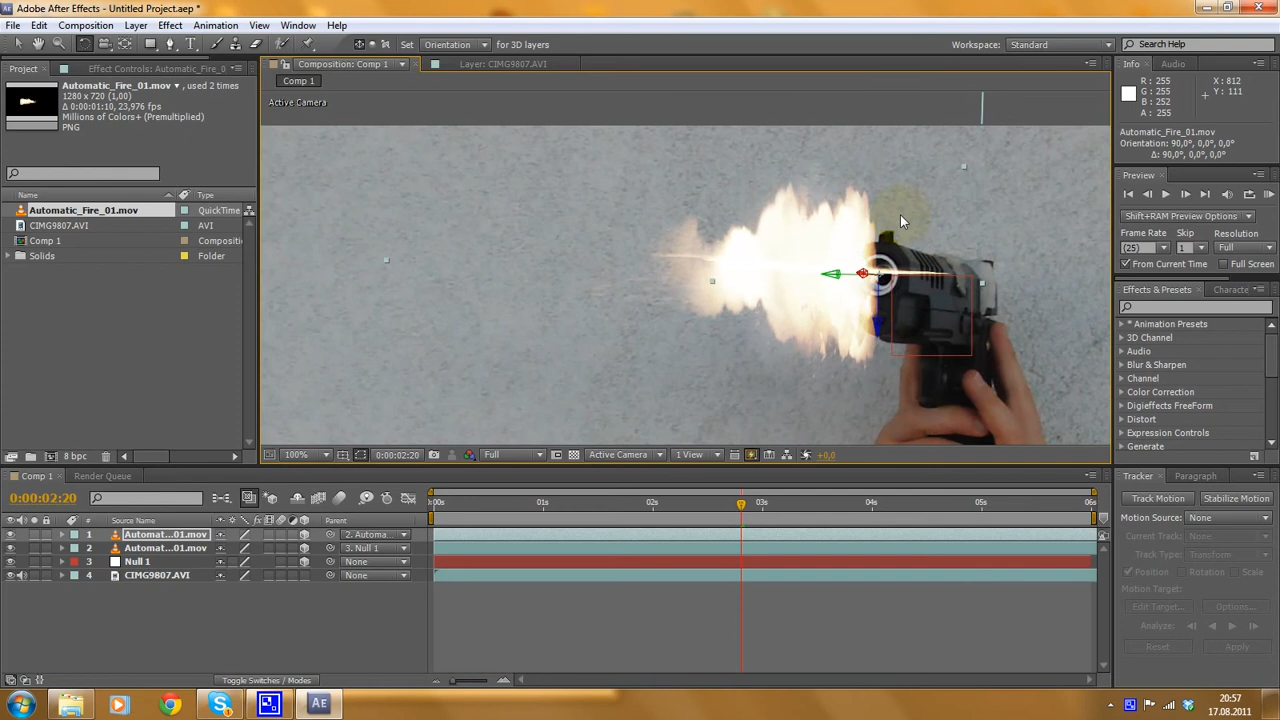 Adobe After Effects - Untitled Project.aep *
File Edit Composition Layer Effect Animation View Window Help
Set Orientation for 3D layers Workspace: Standard Search Help
Project Effect Controls: Automatic_Fire_0
Automatic_Fire_01.mov , used 2 times
1280 x 720 (1,00)
Δ 0:00:01:10, 23,976 fps
Millions of Colors+ (Premultiplied)
PNG
Name Type
Automatic_Fire_01.mov QuickTime
CIMG9807.AVI AVI
Comp 1 Compositi
Solids Folder
8 bpc
Composition: Comp 1 Layer: CIMG9807.AVI
Comp 1
Active Camera
100% 0:00:02:20 Full Active Camera 1 View +0,0
Info Audio
R : 255 X : 812
G : 255 Y : 111
B : 252
A : 255
Automatic_Fire_01.mov
Orientation: 90,0°, 0,0°, 0,0°
Δ: 90,0°, 0,0°, 0,0°
Preview
Shift+RAM Preview Options
Frame Rate Skip Resolution
(25) 1 Full
From Current Time Full Screen
Effects & Presets Characte
* Animation Presets
3D Channel
Audio
Blur & Sharpen
Channel
Color Correction
Digieffects FreeForm
Distort
Expression Controls
Generate
Comp 1 Render Queue
0:00:02:20
:00s 01s 02s 03s 04s 05s 06s
# Source Name fx Parent
1 Automat...01.mov 2. Automa...
2 Automat...01.mov 3. Null 1
3 Null 1 None
4 CIMG9807.AVI None
Toggle Switches / Modes
Tracker Paragraph
Track Motion Stabilize Motion
Motion Source: None
Current Track: None
Track Type: Transform
Position Rotation Scale
Motion Target:
Edit Target... Options...
Analyze:
Reset Apply
Ae
20:57
17.08.2011